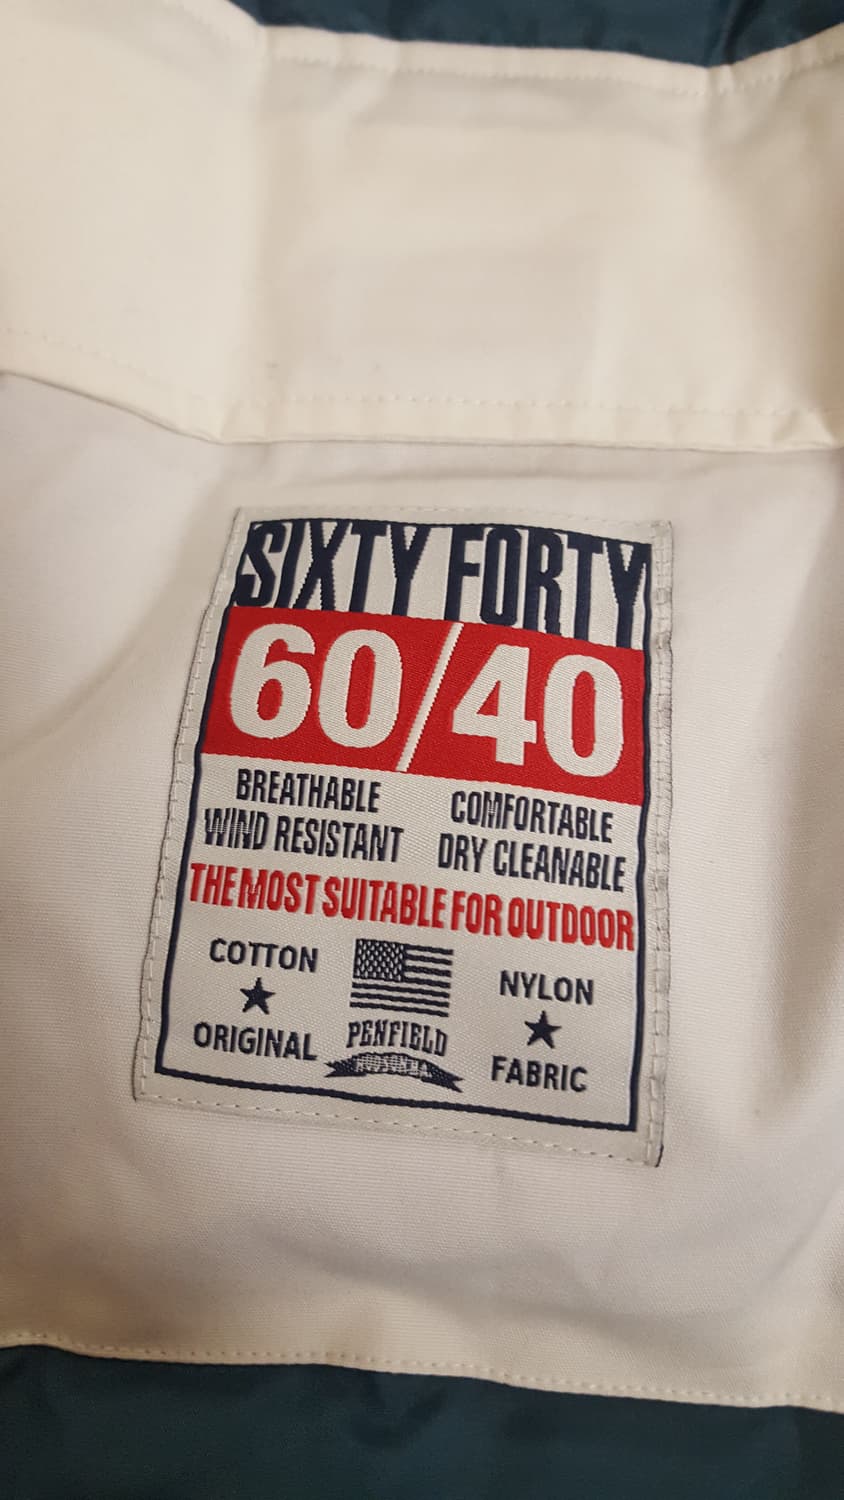 SIXTY FORTY
60/40
BREATHABLE
WIND RESISTANT
COMFORTABLE
DRY CLEANABLE
THE MOST SUITABLE FOR OUTDOOR
COTTON
ORIGINAL
PENFIELD
NYLON
FABRIC